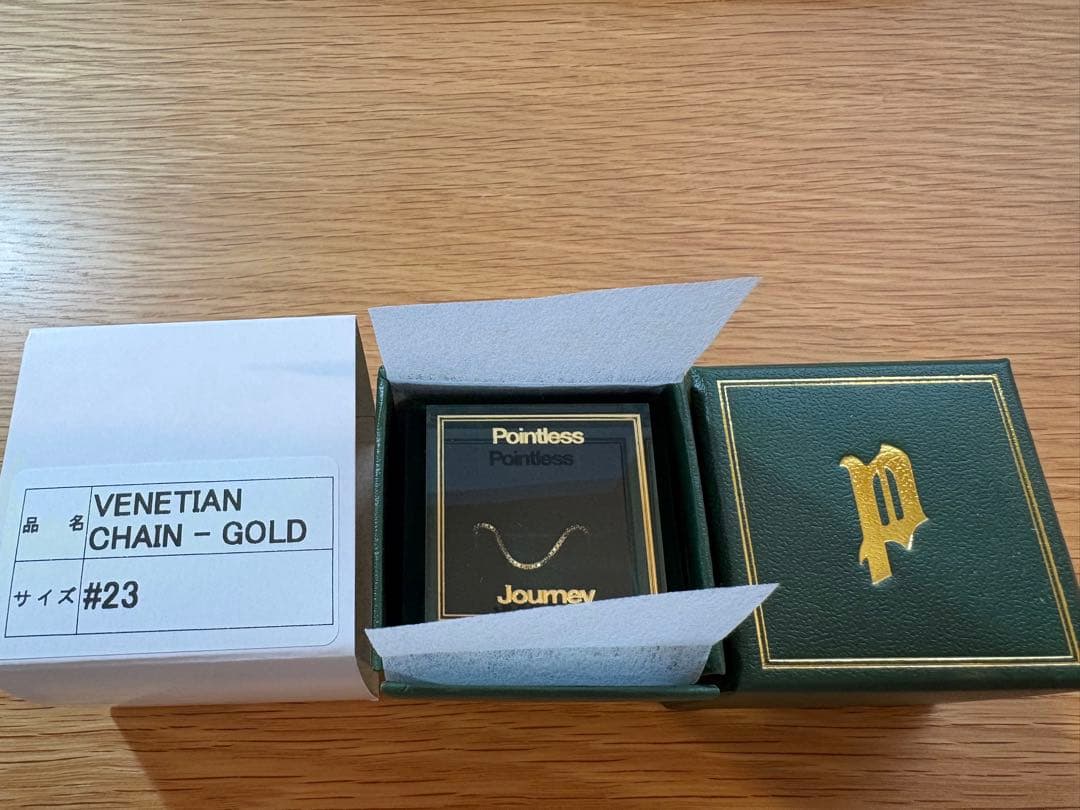 品 名 VENETIAN
CHAIN - GOLD
サイズ #23
Pointless
Pointless
Journey
P